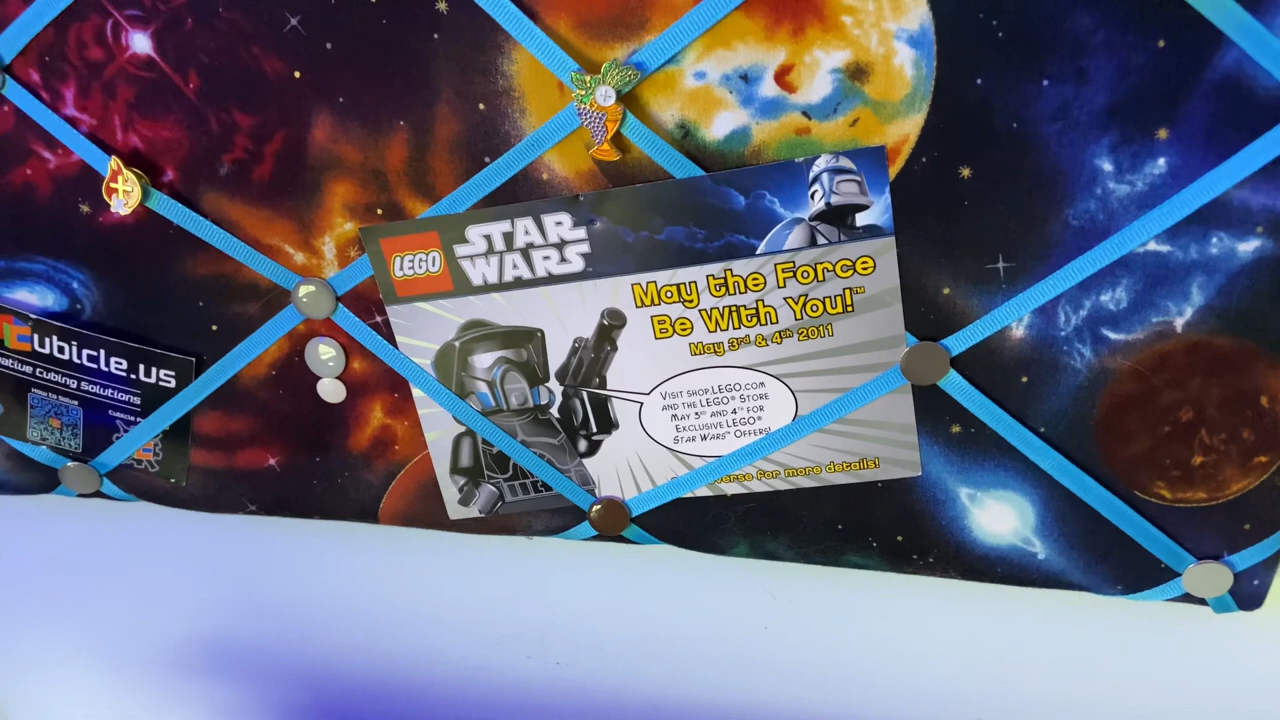 LEGO
STAR
WARS™
May the Force
Be With You!™
May 3rd & 4th 2011
Visit shop.LEGO.com
and the LEGO® Store
May 3rd and 4th for
Exclusive LEGO®
Star Wars™ Offers!
verse for more details!
Cubicle.us
ative Cubing Solutions
How to Solve
Cubicle